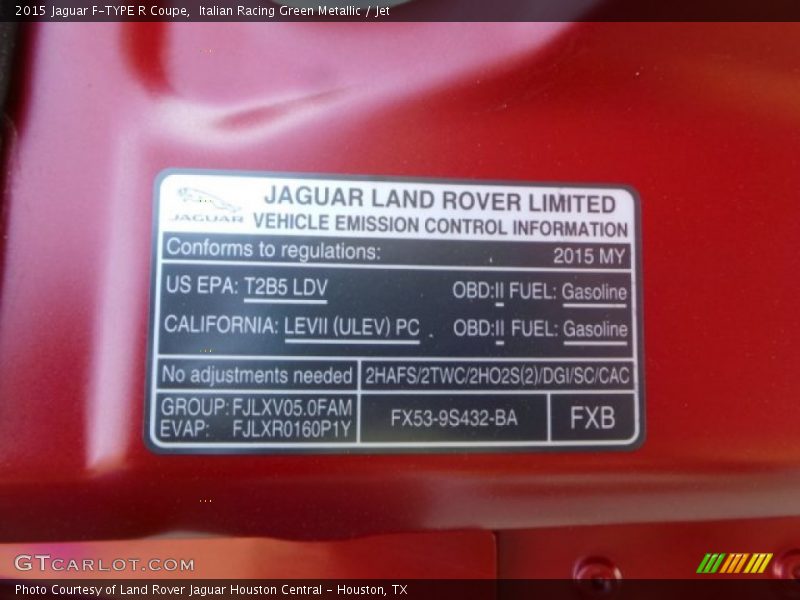 2015 Jaguar F-TYPE R Coupe,  Italian Racing Green Metallic / Jet
JAGUAR
JAGUAR LAND ROVER LIMITED
VEHICLE EMISSION CONTROL INFORMATION
Conforms to regulations: 2015 MY
US EPA: T2B5 LDV OBD:II FUEL: Gasoline
CALIFORNIA: LEVII (ULEV) PC . OBD:II FUEL: Gasoline
No adjustments needed 2HAFS/2TWC/2HO2S(2)/DGI/SC/CAC
GROUP: FJLXV05.0FAM
EVAP: FJLXR0160P1Y
FX53-9S432-BA
FXB
GTCARLOT.COM
Photo Courtesy of Land Rover Jaguar Houston Central - Houston, TX